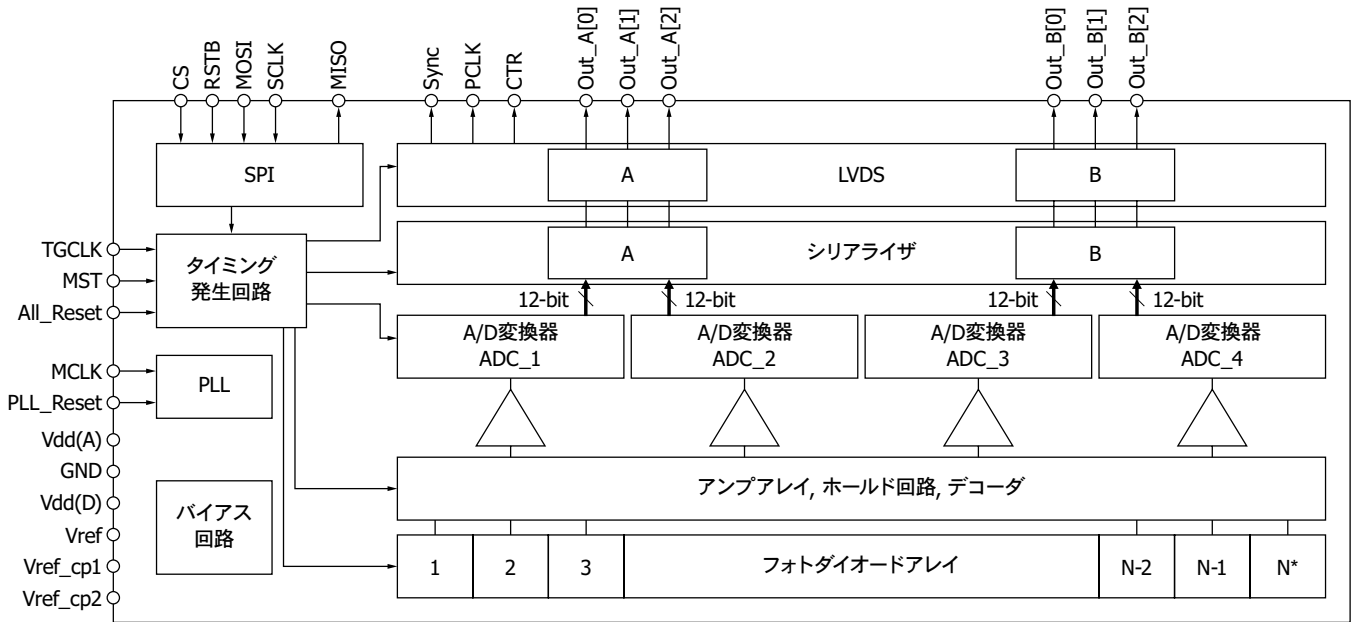 CS
RSTB
MOSI
SCLK
MISO
Sync
PCLK
CTR
Out_A[0]
Out_A[1]
Out_A[2]
Out_B[0]
Out_B[1]
Out_B[2]
SPI
A
LVDS
B
TGCLK
MST
All_Reset
タイミング
発生回路
A
シリアライザ
B
12-bit
12-bit
12-bit
12-bit
A/D変換器
ADC_1
A/D変換器
ADC_2
A/D変換器
ADC_3
A/D変換器
ADC_4
MCLK
PLL_Reset
PLL
Vdd(A)
GND
Vdd(D)
Vref
Vref_cp1
Vref_cp2
バイアス
回路
アンプアレイ, ホールド回路, デコーダ
1
2
3
フォトダイオードアレイ
N-2
N-1
N*